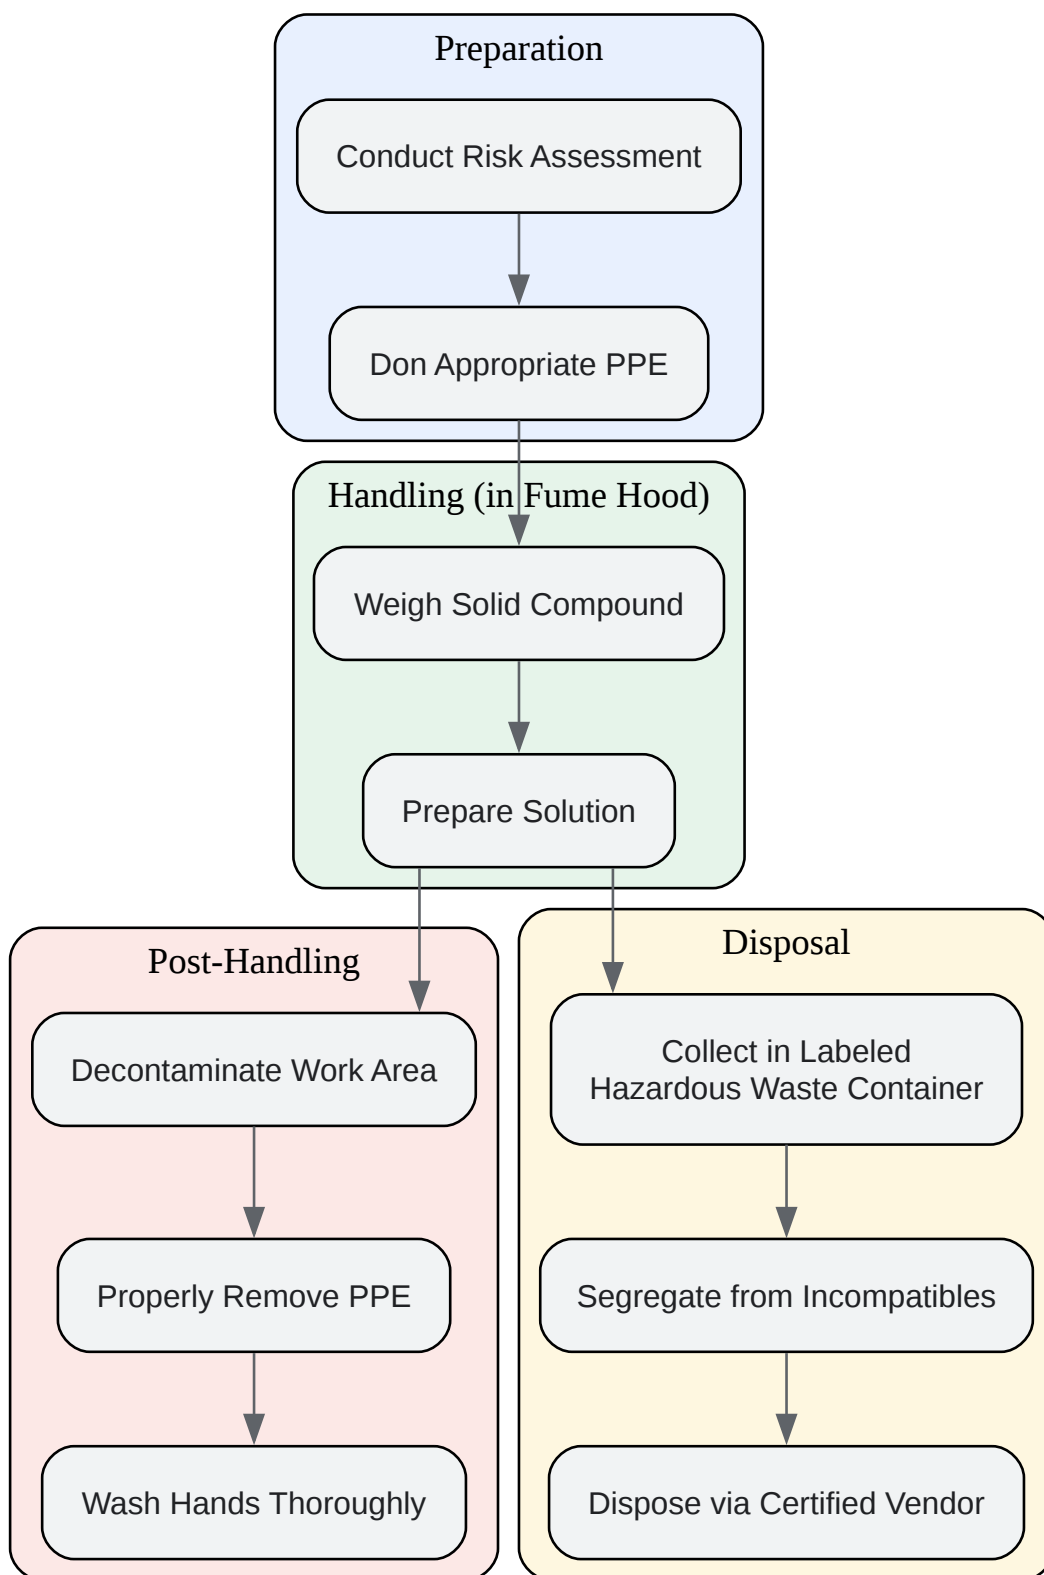 Preparation
Conduct Risk Assessment
Don Appropriate PPE
Handling (in Fume Hood)
Weigh Solid Compound
Prepare Solution
Post-Handling
Decontaminate Work Area
Properly Remove PPE
Wash Hands Thoroughly
Disposal
Collect in Labeled
Hazardous Waste Container
Segregate from Incompatibles
Dispose via Certified Vendor